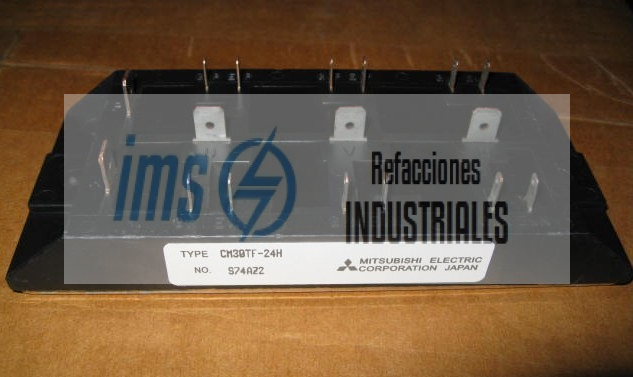 ims
Refacciones
INDUSTRIALES
TYPE CM30TF-24H
NO. S74AZ2
MITSUBISHI ELECTRIC
CORPORATION JAPAN